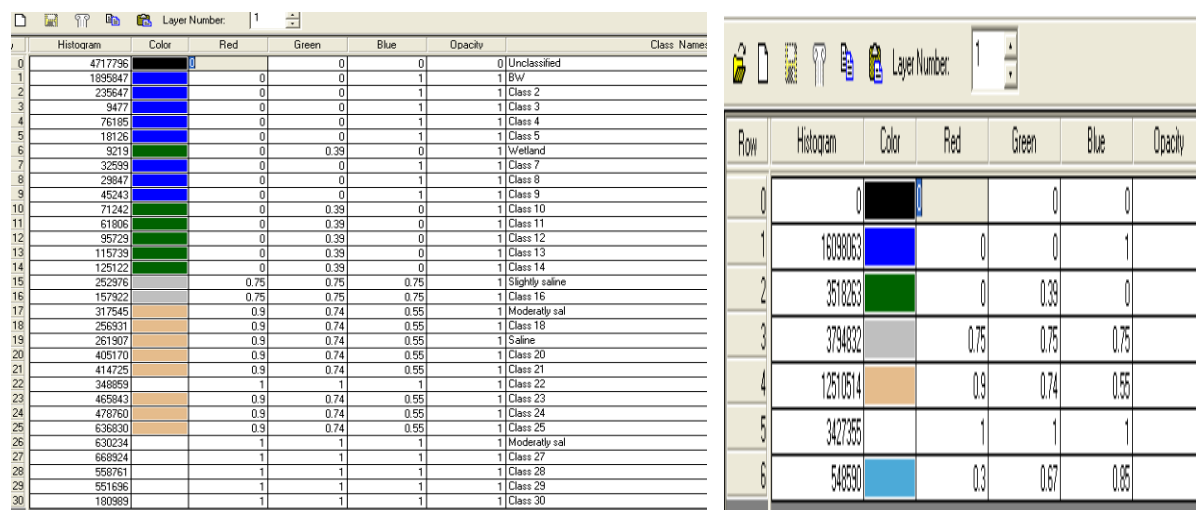 Layer Number: 1
Histogram Color Red Green Blue Opacity Class Names
0 4717796 0 0 0 0 Unclassified
1 1895847 0 0 1 1 BW
2 235647 0 0 1 1 Class 2
3 9477 0 0 1 1 Class 3
4 76185 0 0 1 1 Class 4
5 18126 0 0 1 1 Class 5
6 9219 0 0.39 0 1 Wetland
7 32599 0 0 1 1 Class 7
8 29847 0 0 1 1 Class 8
9 45243 0 0 1 1 Class 9
10 71242 0 0.39 0 1 Class 10
11 61806 0 0.39 0 1 Class 11
12 95729 0 0.39 0 1 Class 12
13 115739 0 0.39 0 1 Class 13
14 125122 0 0.39 0 1 Class 14
15 252976 0.75 0.75 0.75 1 Slightly saline
16 157922 0.75 0.75 0.75 1 Class 16
17 317545 0.9 0.74 0.55 1 Moderatly sal
18 256931 0.9 0.74 0.55 1 Class 18
19 261907 0.9 0.74 0.55 1 Saline
20 405170 0.9 0.74 0.55 1 Class 20
21 414725 0.9 0.74 0.55 1 Class 21
22 348859 1 1 1 1 Class 22
23 465843 0.9 0.74 0.55 1 Class 23
24 478760 0.9 0.74 0.55 1 Class 24
25 636830 0.9 0.74 0.55 1 Class 25
26 630234 1 1 1 1 Moderatly sal
27 668924 1 1 1 1 Class 27
28 558761 1 1 1 1 Class 28
29 551696 1 1 1 1 Class 29
30 180989 1 1 1 1 Class 30
Layer Number: 1
Row Histogram Color Red Green Blue Opacity
0 0 0 0 0
1 16098063 0 0 1
2 3518263 0 0.39 0
3 3794832 0.75 0.75 0.75
4 12510514 0.9 0.74 0.55
5 3427355 1 1 1
6 548590 0.3 0.67 0.85